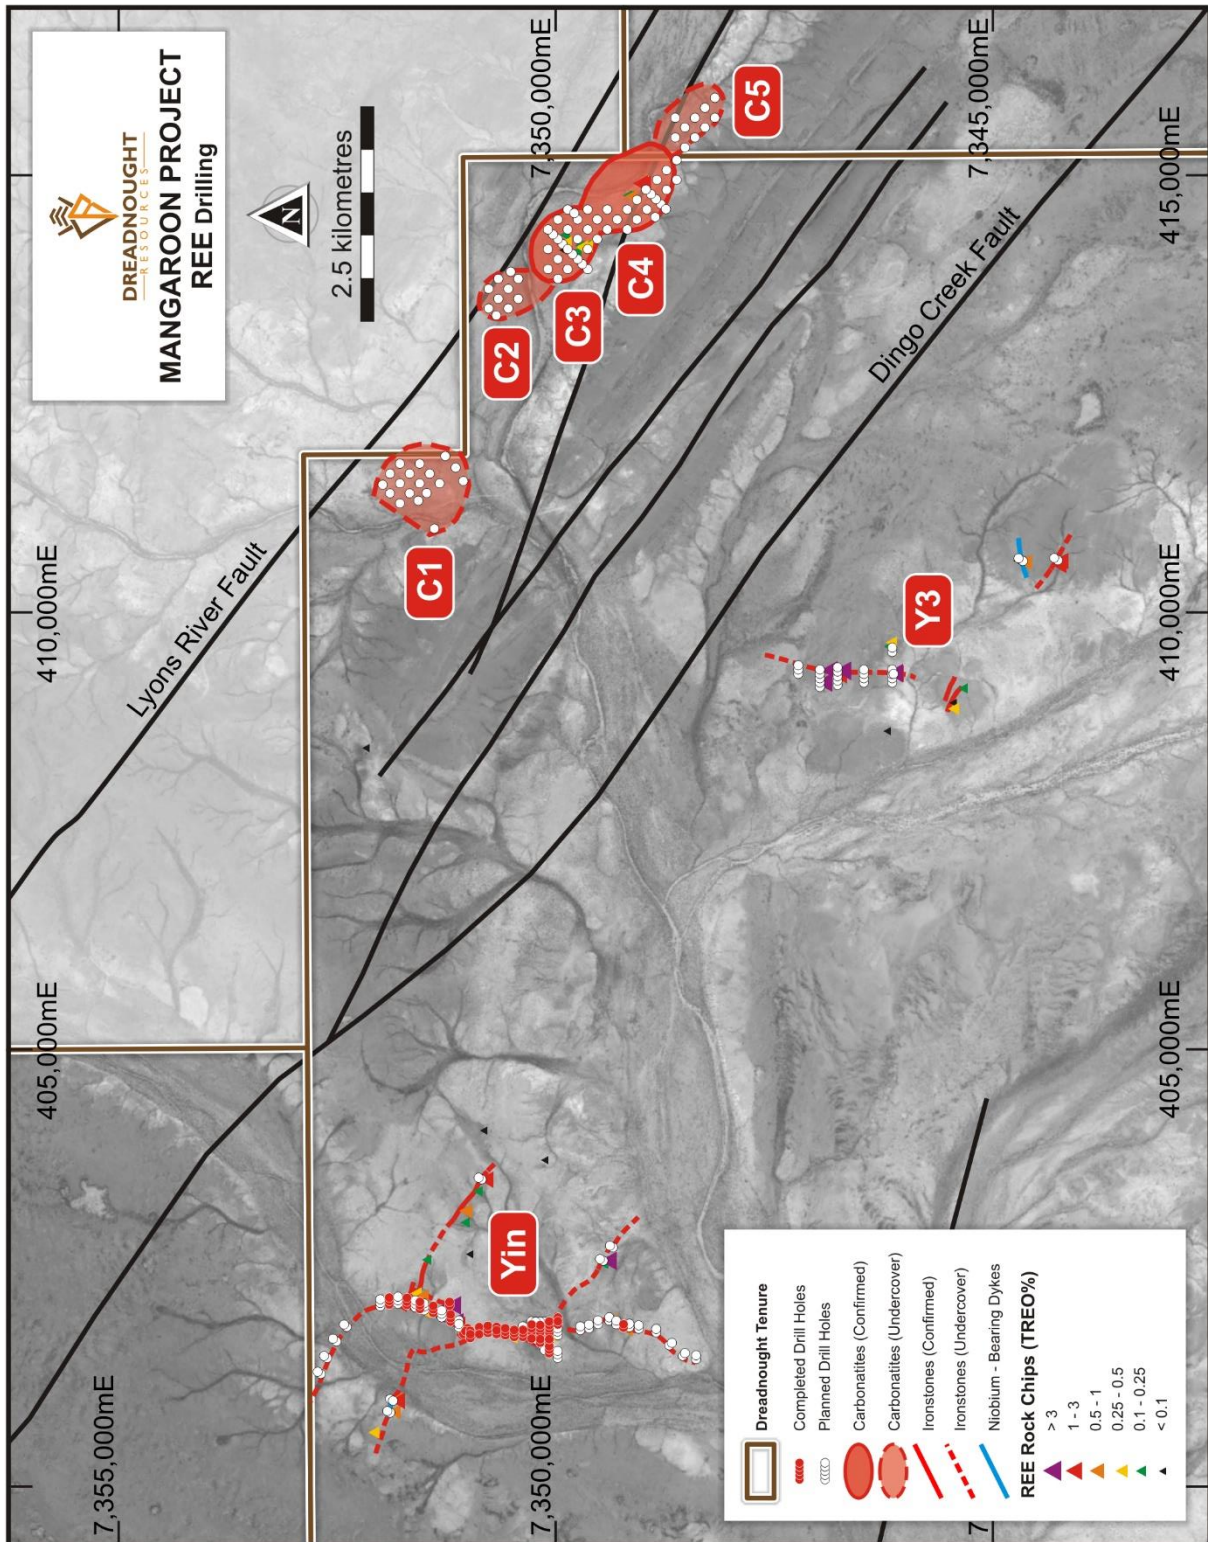 DREADNOUGHT
RESOURCES
MANGAROON PROJECT
REE Drilling
N
2.5 kilometres
405,000mE
410,000mE
7,355,000mE
7,350,000mE
7,350,000mE
7,345,000mE
405,000mE
410,000mE
415,000mE
7,
Lyons River Fault
Dingo Creek Fault
Yin
C1
C2
C3
C4
C5
Y3
Dreadnought Tenure
Completed Drill Holes
Planned Drill Holes
Carbonatites (Confirmed)
Carbonatites (Undercover)
Ironstones (Confirmed)
Ironstones (Undercover)
Niobium - Bearing Dykes
REE Rock Chips (TREO%)
> 3
1 - 3
0.5 - 1
0.25 - 0.5
0.1 - 0.25
< 0.1